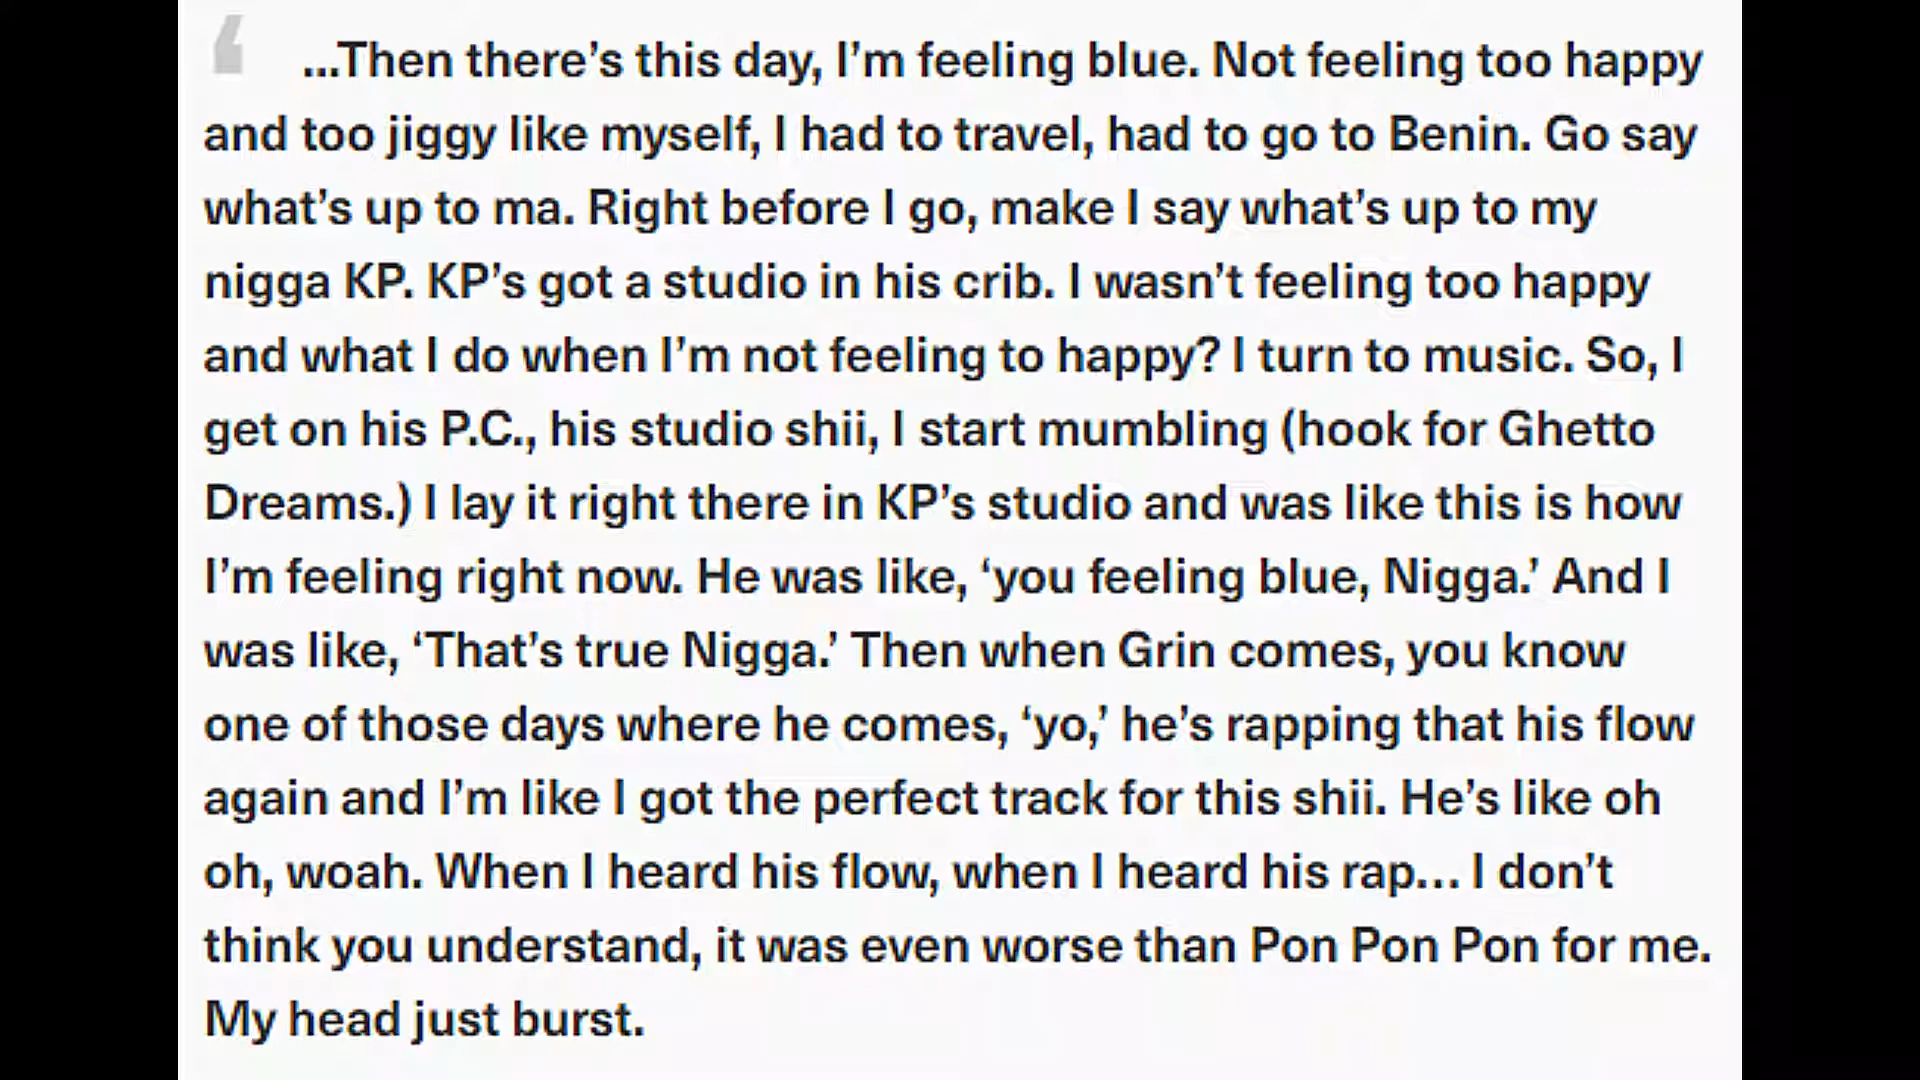 ‘ ...Then there’s this day, I’m feeling blue. Not feeling too happy
and too jiggy like myself, I had to travel, had to go to Benin. Go say
what’s up to ma. Right before I go, make I say what’s up to my
nigga KP. KP’s got a studio in his crib. I wasn’t feeling too happy
and what I do when I’m not feeling to happy? I turn to music. So, I
get on his P.C., his studio shii, I start mumbling (hook for Ghetto
Dreams.) I lay it right there in KP’s studio and was like this is how
I’m feeling right now. He was like, ‘you feeling blue, Nigga.’ And I
was like, ‘That’s true Nigga.’ Then when Grin comes, you know
one of those days where he comes, ‘yo,’ he’s rapping that his flow
again and I’m like I got the perfect track for this shii. He’s like oh
oh, woah. When I heard his flow, when I heard his rap... I don’t
think you understand, it was even worse than Pon Pon Pon for me.
My head just burst.